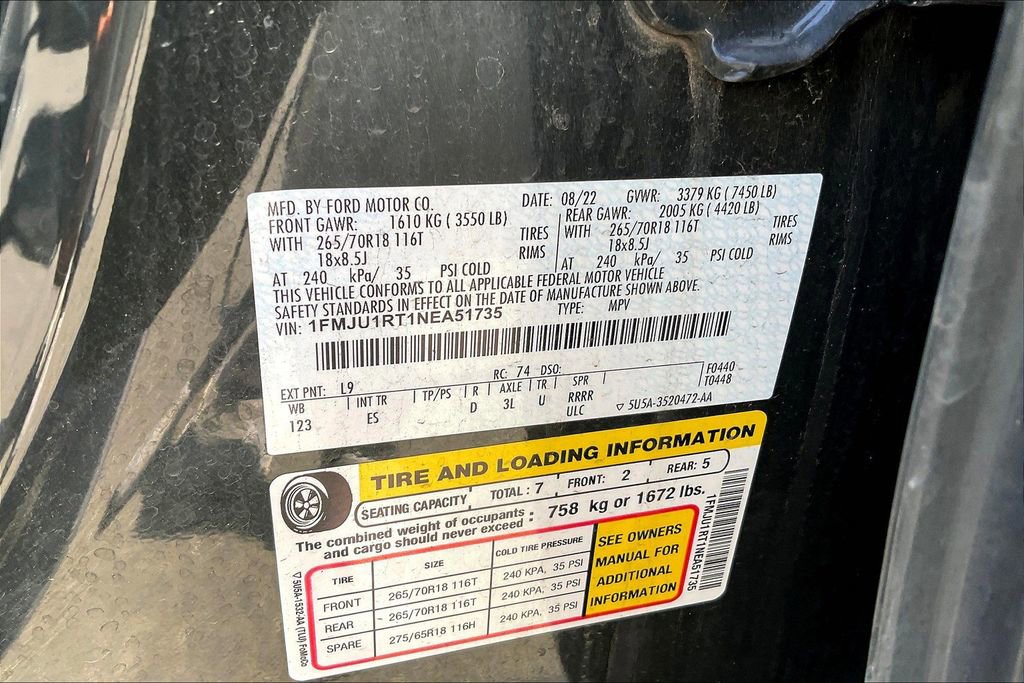 MFD. BY FORD MOTOR CO. DATE: 08/22 GVWR: 3379 KG ( 7450 LB)
FRONT GAWR: 1610 KG ( 3550 LB) REAR GAWR: 2005 KG ( 4420 LB)
WITH 265/70R18 116T TIRES 265/70R18 116T TIRES
18x8.5J RIMS WITH 18x8.5J RIMS
AT 240 kPa/ 35 PSI COLD AT 240 kPa/ 35 PSI COLD
THIS VEHICLE CONFORMS TO ALL APPLICABLE FEDERAL MOTOR VEHICLE
SAFETY STANDARDS IN EFFECT ON THE DATE OF MANUFACTURE SHOWN ABOVE.
VIN: 1FMJU1RT1NEA51735 TYPE: MPV
EXT PNT: L9 RC: 74 DSO: F0440
WB INT TR TP/PS R AXLE TR SPR T0448
123 ES D 3L U RRRR
ULC ▽ 5U5A-3520472-AA
TIRE AND LOADING INFORMATION
SEATING CAPACITY TOTAL : 7 FRONT: 2 REAR: 5
The combined weight of occupants and cargo should never exceed : 758 kg or 1672 lbs.
TIRE SIZE COLD TIRE PRESSURE
FRONT 265/70R18 116T 240 KPA, 35 PSI
REAR 265/70R18 116T 240 KPA, 35 PSI
SPARE 275/65R18 116H 240 KPA, 35 PSI
SEE OWNERS
MANUAL FOR
ADDITIONAL
INFORMATION
1FMJU1RT1NEA51735
▽ 5U5A-1532-AA (TLU) FoMoCo